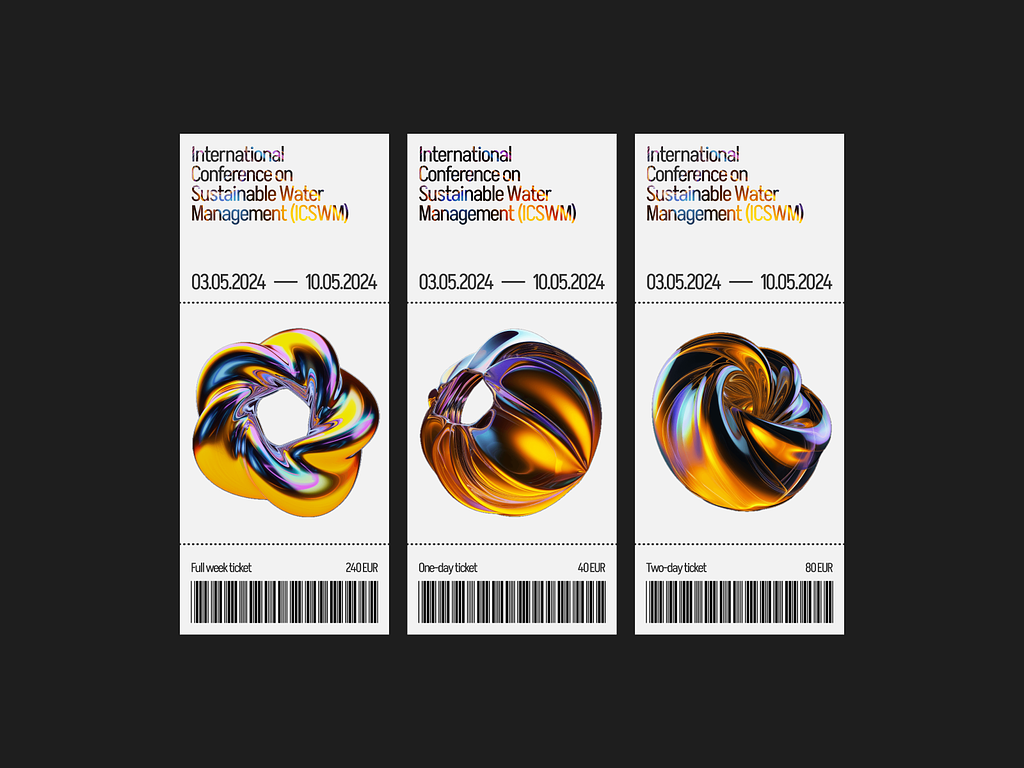 International
Conference on
Sustainable Water
Management (ICSWM)
03.05.2024 — 10.05.2024
Full week ticket 240 EUR
International
Conference on
Sustainable Water
Management (ICSWM)
03.05.2024 — 10.05.2024
One-day ticket 40 EUR
International
Conference on
Sustainable Water
Management (ICSWM)
03.05.2024 — 10.05.2024
Two-day ticket 80 EUR